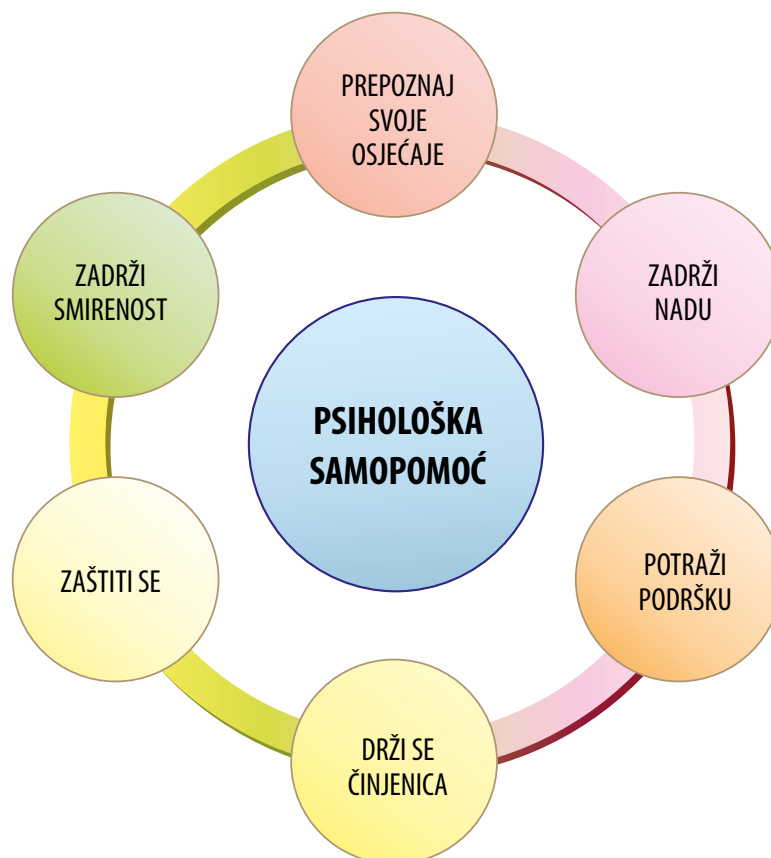 PREPOZNAJ
SVOJE
OSJEĆAJE
ZADRŽI
NADU
POTRAŽI
PODRŠKU
DRŽI SE
ČINJENICA
ZAŠTITI SE
ZADRŽI
SMIRENOST
PSIHOLOŠKA
SAMOPOMOĆ